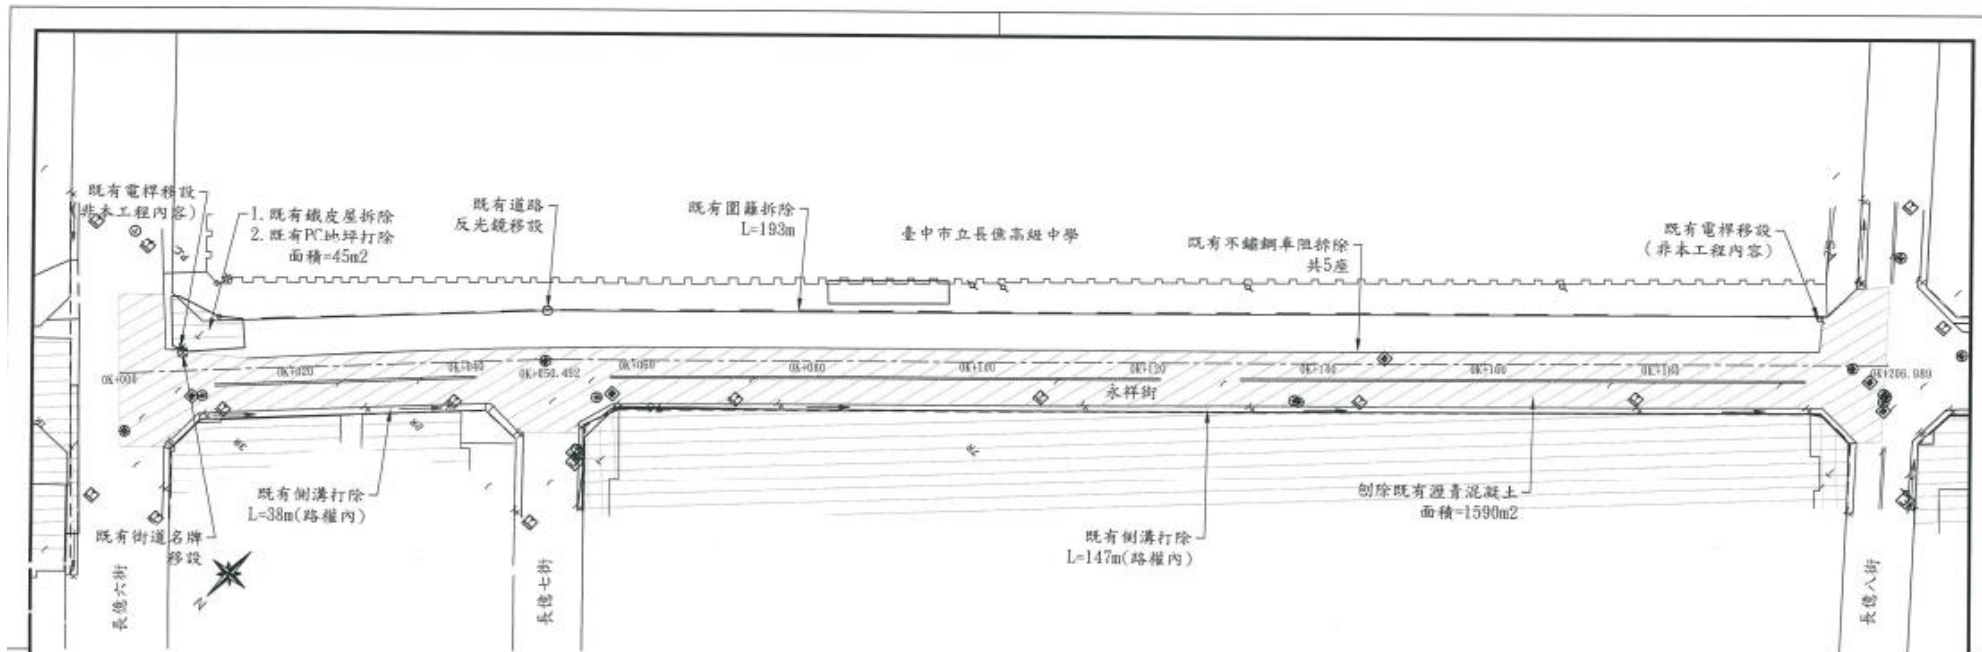 既有電桿移設
(非本工程內容)
1. 既有鐵皮屋拆除
2. 既有PC地坪打除
面積=45m2
既有道路
反光鏡移設
既有圍籬拆除
L=193m
臺中市立長億高級中學
既有不鏽鋼車阻拆除
共5座
既有電桿移設
(非本工程內容)
0K+000
0K+020
0K+040
0K+050.492
0K+060
0K+080
0K+100
0K+120
0K+140
0K+160
0K+180
0K+206.989
永祥街
3R
2R
7R
既有側溝打除
L=38m(路權內)
既有街道名牌
移設
既有側溝打除
L=147m(路權內)
刨除既有瀝青混凝土
面積=1590m2
N
長億六街
長億七街
長億八街